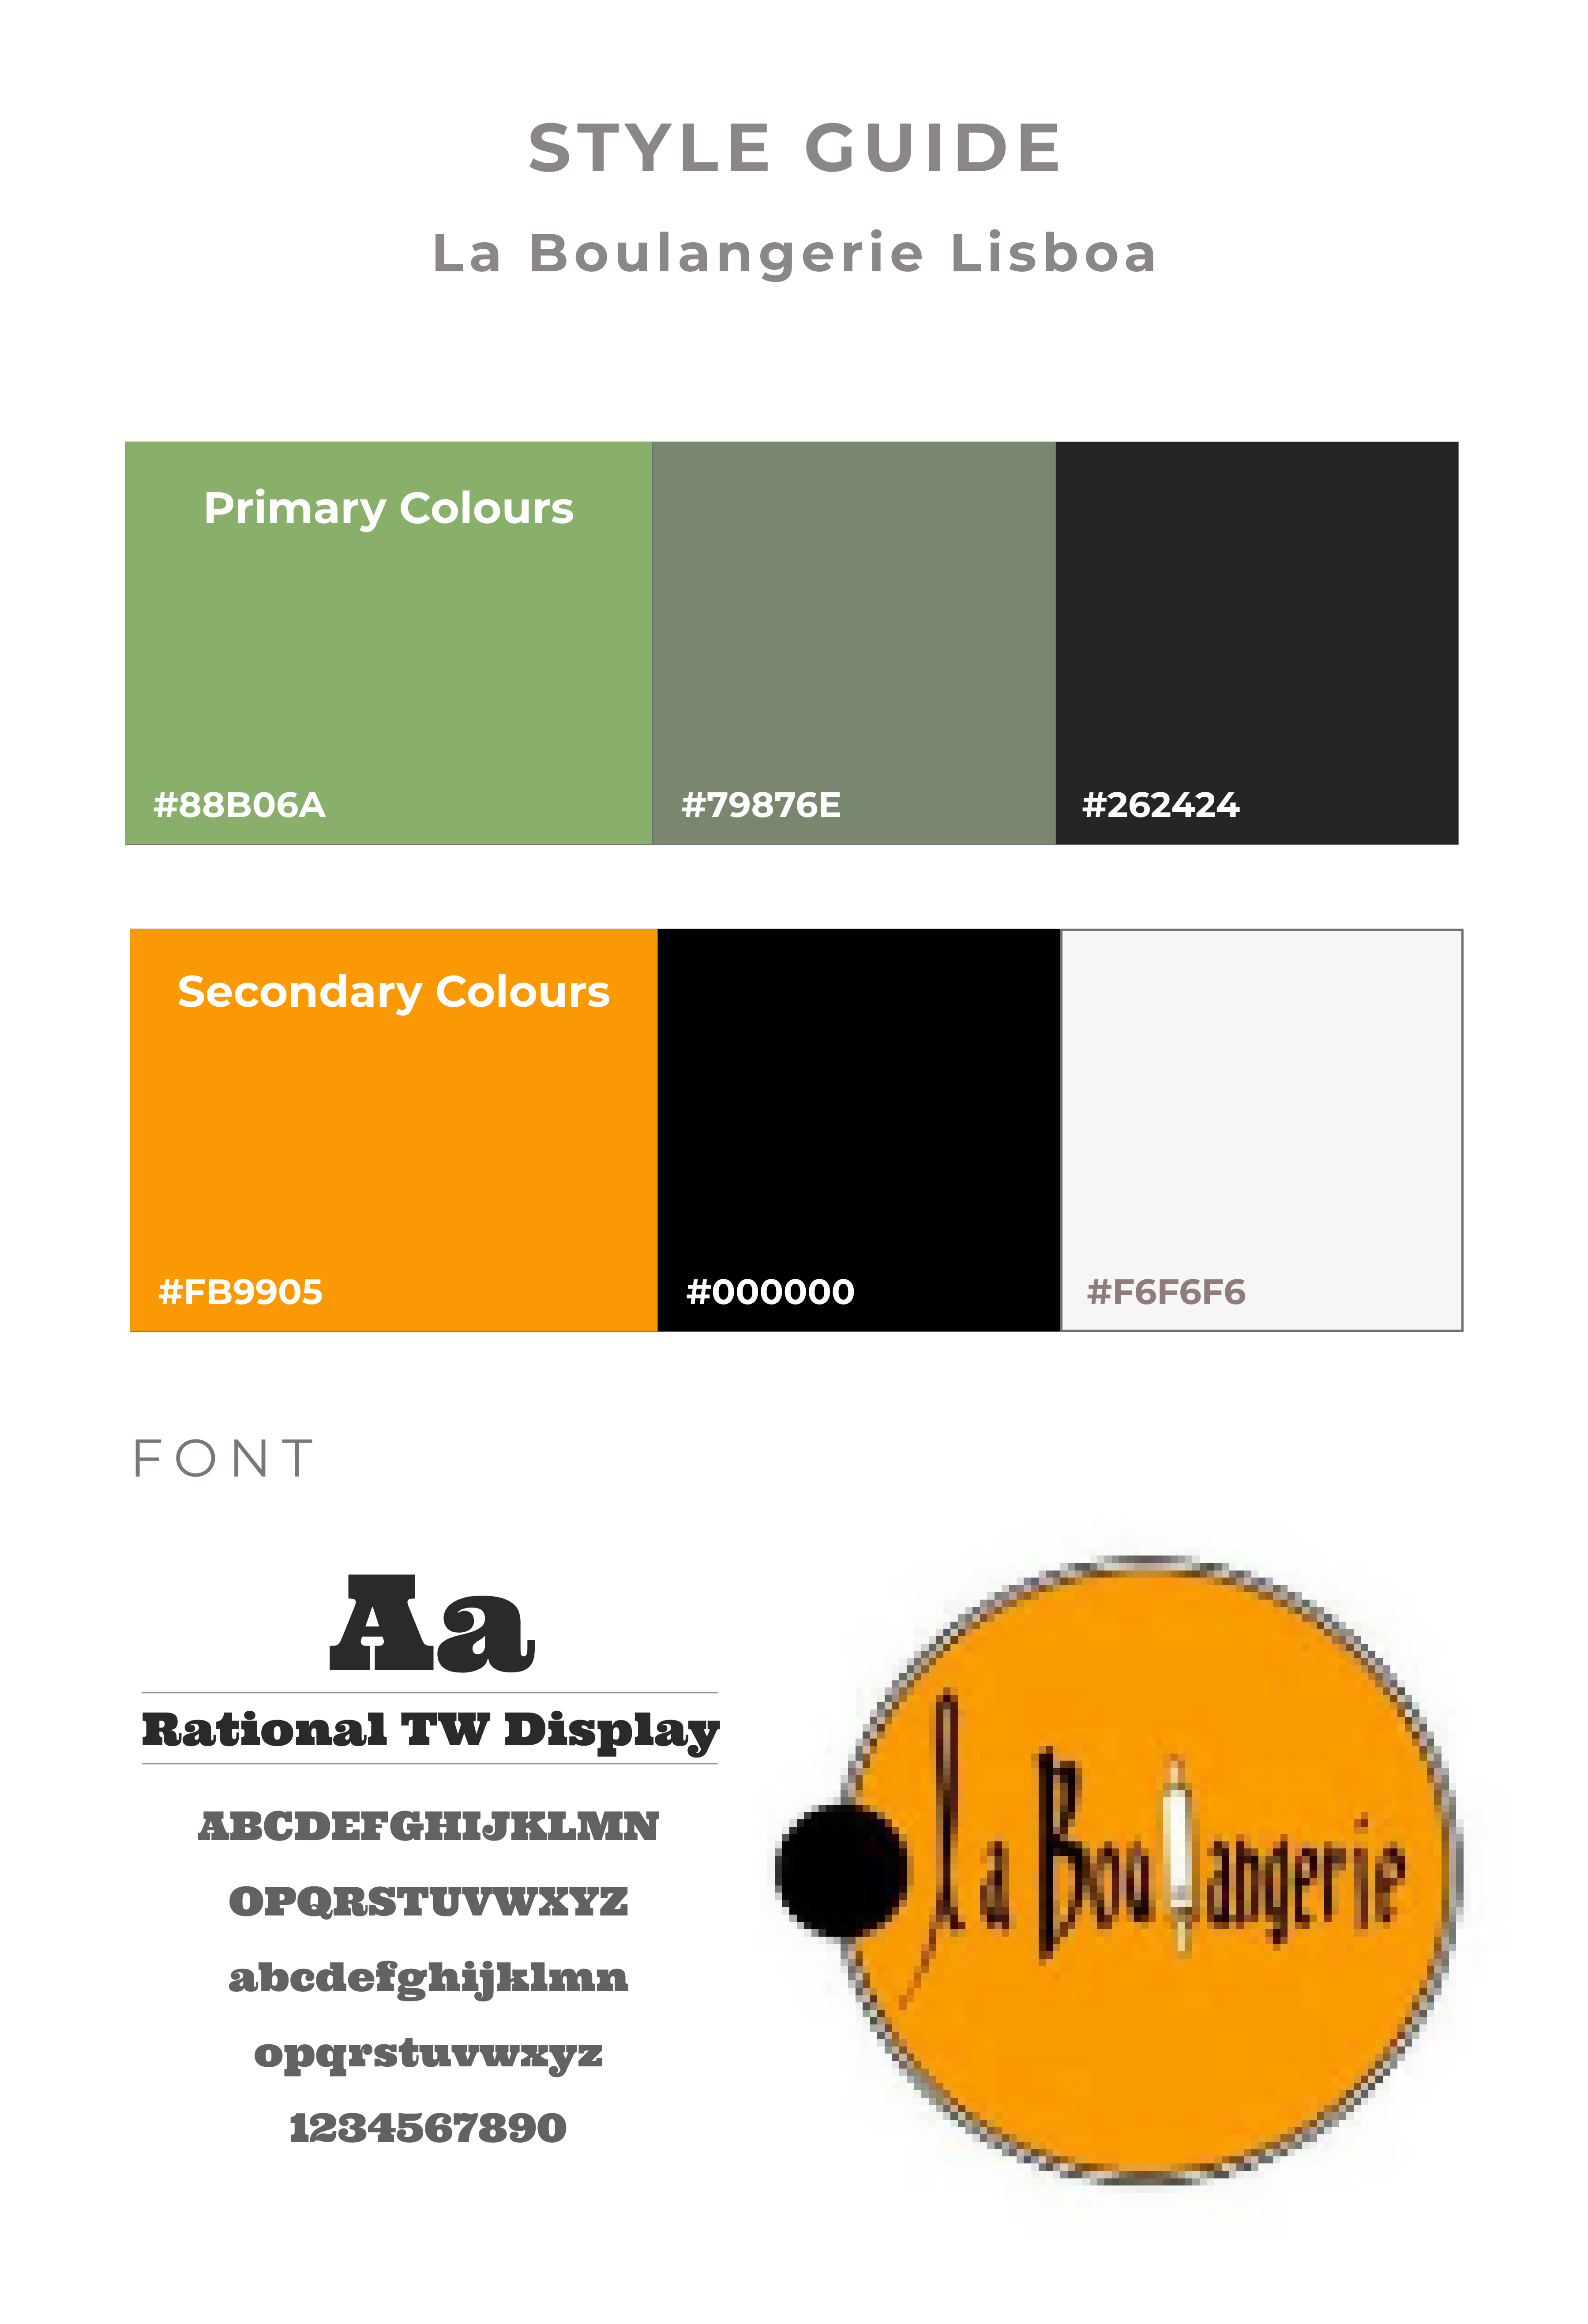 STYLE GUIDE
La Boulangerie Lisboa
Primary Colours
#88B06A
#79876E
#262424
Secondary Colours
#FB9905
#000000
#F6F6F6
FONT
Aa
Rational TW Display
ABCDEFGHIJKLMN
OPQRSTUVWXYZ
abcdefghijklmn
opqrstuvwxyz
1234567890
La Boulangerie